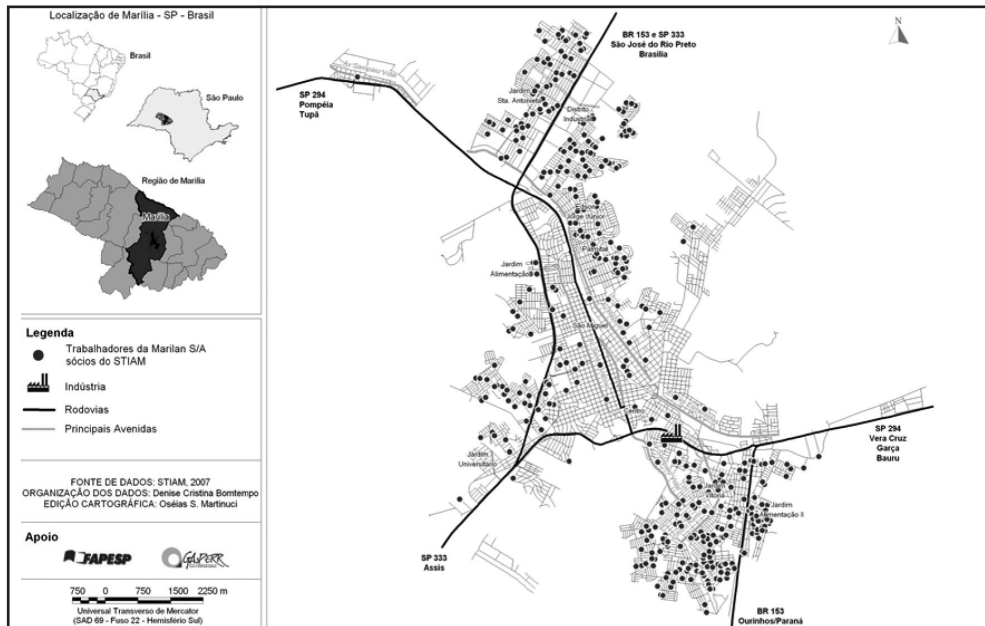 Localização de Marília - SP - Brasil
Brasil
São Paulo
Região de Marília
Marília
Legenda
Trabalhadores da Marilan S/A
sócios do STIAM
Indústria
Rodovias
Principais Avenidas
FONTE DE DADOS: STIAM, 2007
ORGANIZAÇÃO DOS DADOS: Denise Cristina Bomtempo
EDIÇÃO CARTOGRÁFICA: Oséias S. Martinuci
Apoio
FAPESP
GAsPERR
750 0 750 1500 2250 m
Universal Transverso de Mercator
(SAD 69 - Fuso 22 - Hemisfério Sul)
BR 153 e SP 333
São José do Rio Preto
Brasília
N
SP 294
Pompéia
Tupã
Jardim
Sta. Antonieta
Distrito
Industrial
Jorge Júnior
Palmital
Jardim
Alimentação
São Miguel
Centro
SP 294
Vera Cruz
Garça
Bauru
Jardim
Universitário
Jardim
Vitória
Jardim
Alimentação II
SP 333
Assis
BR 153
Ourinhos/Paraná